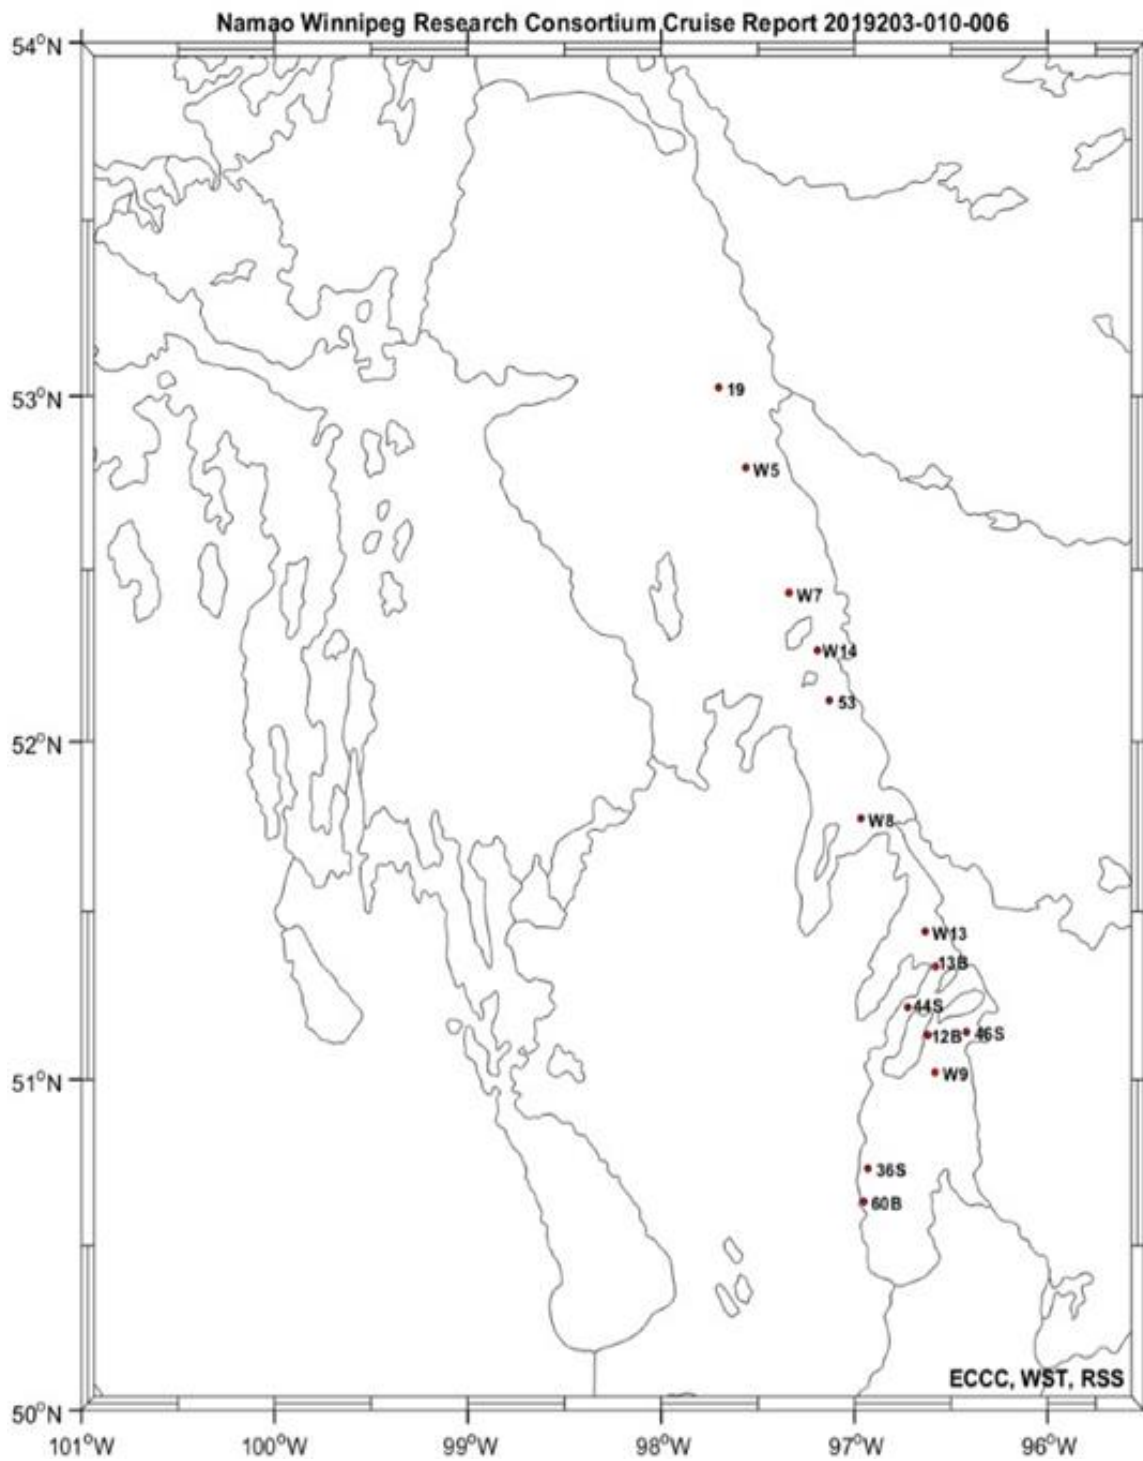 Namao Winnipeg Research Consortium Cruise Report 2019203-010-006
54°N
19
53°N
W5
W7
W14
53
52°N
W8
W13
13B
44S
12B
46S
51°N
W9
36S
60B
ECCC, WST, RSS
50°N
101°W 100°W 99°W 98°W 97°W 96°W